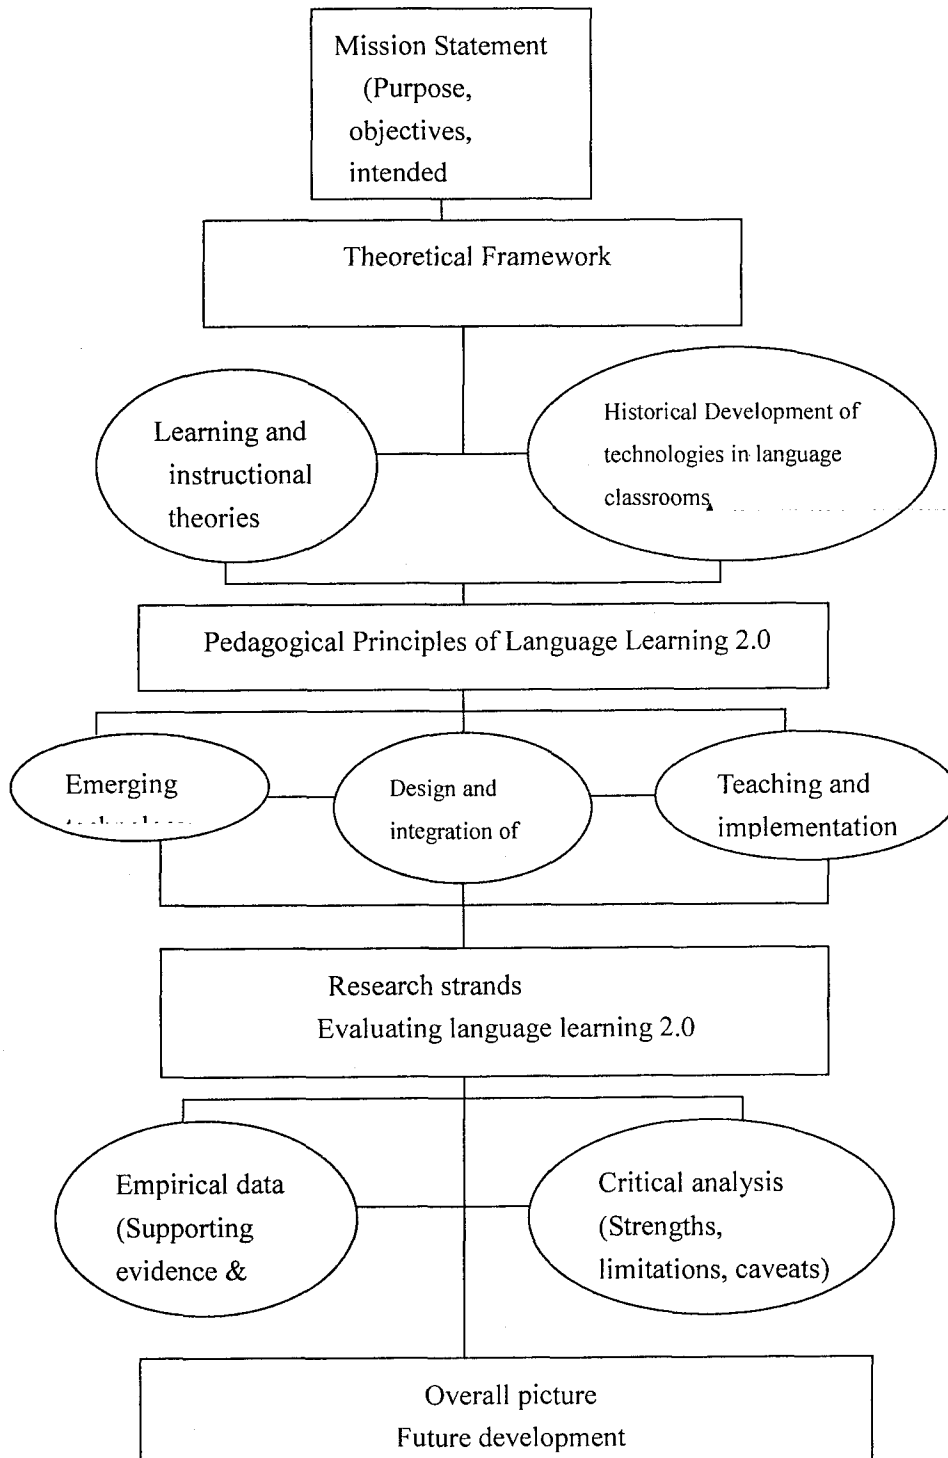 Mission Statement
(Purpose,
objectives,
intended
Theoretical Framework
Learning and
instructional
theories
Historical Development of
technologies in language
classrooms
Pedagogical Principles of Language Learning 2.0
Emerging
Design and
integration of
Teaching and
implementation
Research strands
Evaluating language learning 2.0
Empirical data
(Supporting
evidence &
Critical analysis
(Strengths,
limitations, caveats)
Overall picture
Future development